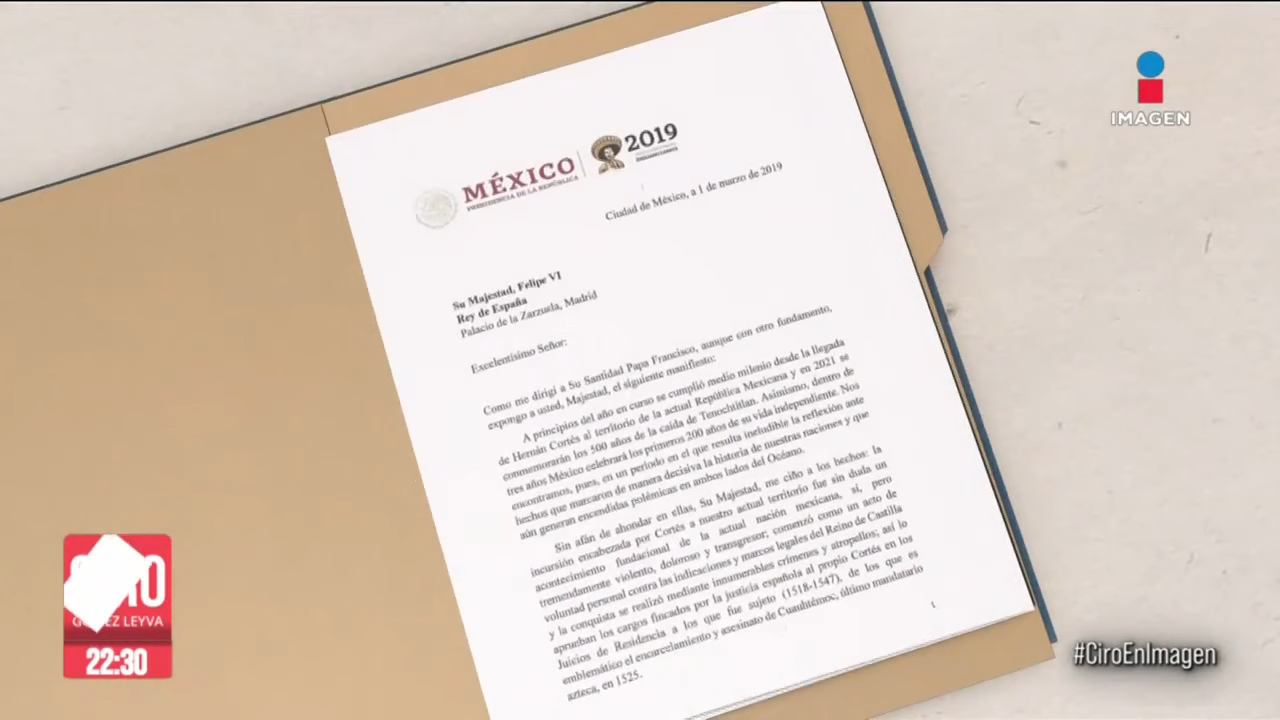 IMAGEN
MÉXICO
PRESIDENCIA DE LA REPÚBLICA
2019
Ciudad de México, a 1 de marzo de 2019
Su Majestad, Felipe VI
Rey de España
Palacio de la Zarzuela, Madrid
Excelentísimo Señor:
Como me dirigí a Su Santidad Papa Francisco, aunque con otro fundamento,
expongo a usted, Majestad, el siguiente manifiesto:
A principios del año en curso se cumplió medio milenio desde la llegada
de Hernán Cortés al territorio de la actual República Mexicana y en 2021 se
conmemorarán los 500 años de la caída de Tenochtitlan. Asimismo, dentro de
tres años México celebrará los primeros 200 años de su vida independiente. Nos
encontramos, pues, en un periodo en el que resulta ineludible la reflexión ante
hechos que marcaron de manera decisiva la historia de nuestras naciones y que
aún generan encendidas polémicas en ambos lados del Océano.
Sin afán de ahondar en ellas, Su Majestad, me ciño a los hechos: la
incursión encabezada por Cortés a nuestro actual territorio fue sin duda un
acontecimiento fundacional de la actual nación mexicana, sí, pero
tremendamente violento, doloroso y transgresor; comenzó como un acto de
voluntad personal contra las indicaciones y marcos legales del Reino de Castilla
y la conquista se realizó mediante innumerables crímenes y atropellos; así lo
aprueban los cargos fincados por la justicia española al propio Cortés en los
Juicios de Residencia a los que fue sujeto (1518-1547), de los que es
emblemático el encarcelamiento y asesinato de Cuauhtémoc, último mandatario
azteca, en 1525.
1
EZ LEYVA
22:30
#CiroEnImagen